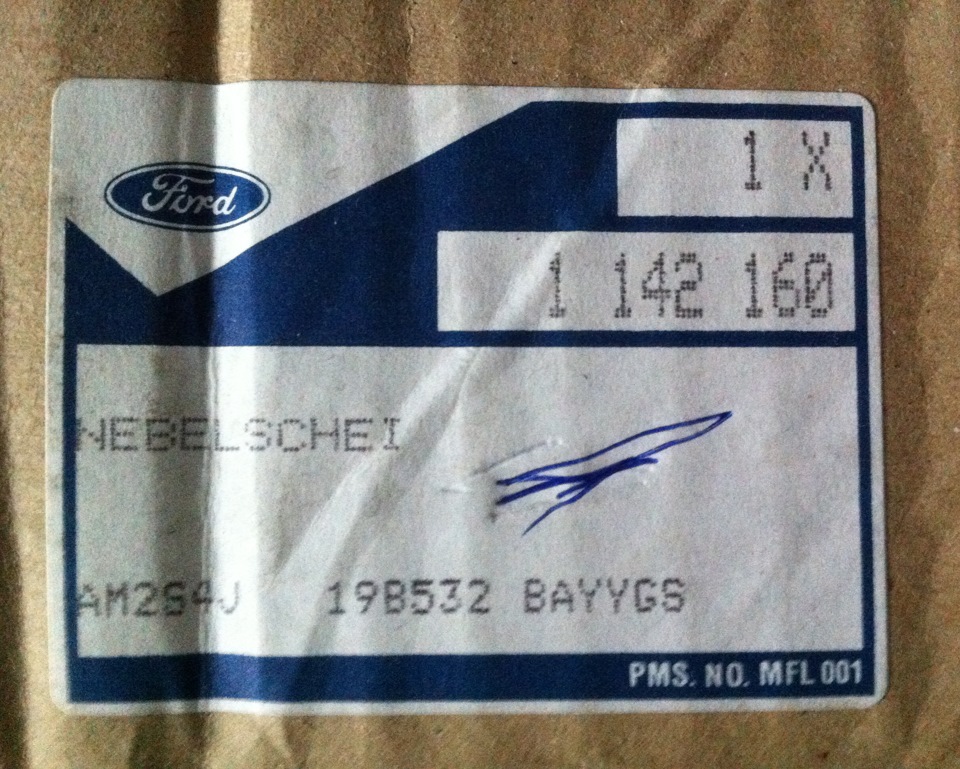 Ford
1 X
1 142 160
NEBELSCHEI
AM2S4J 19B532 BAYYGS
PMS. NO. MFL 001